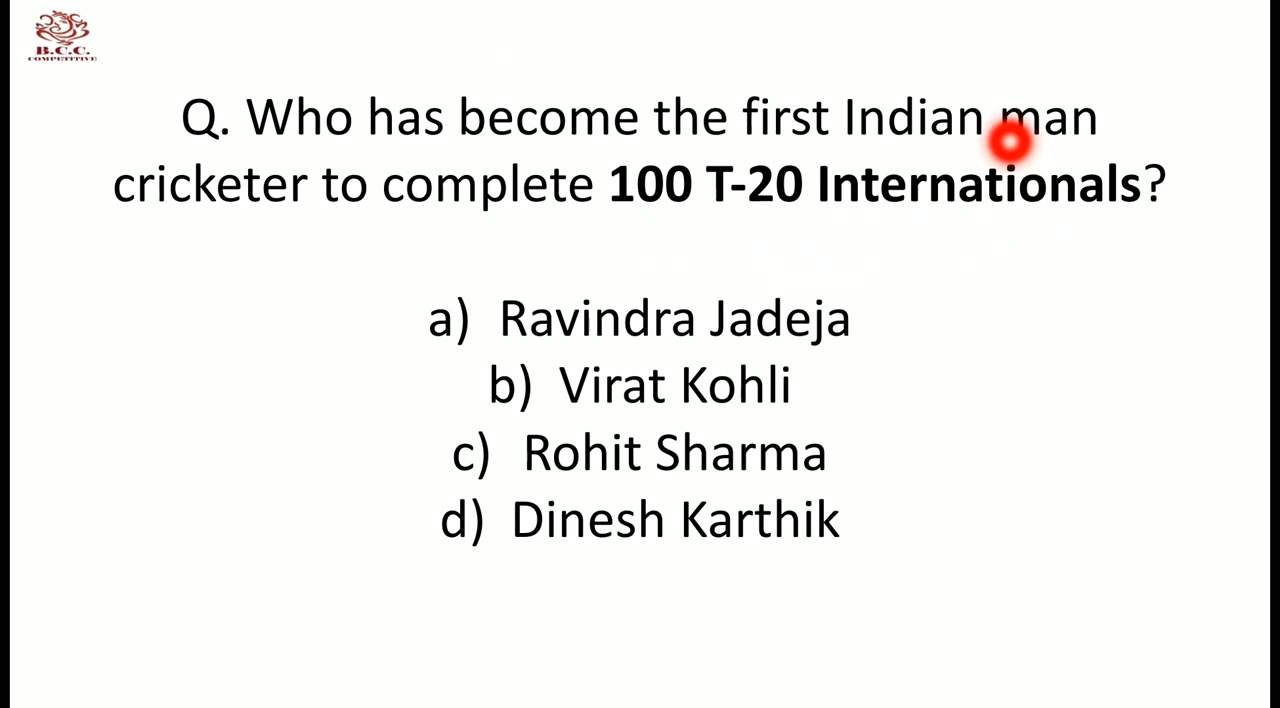 B.C.C.
COMPETITIVE
Q. Who has become the first Indian man
cricketer to complete 100 T-20 Internationals?
a) Ravindra Jadeja
b) Virat Kohli
c) Rohit Sharma
d) Dinesh Karthik